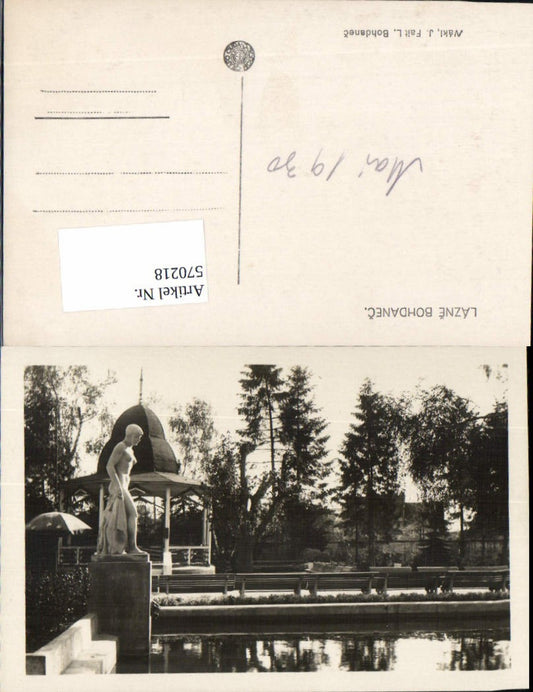 LÁZNĚ BOHDANEČ.
Artikel Nr.
570218
Mai 1930
Nákl. J. Fait L. Bohdaneč